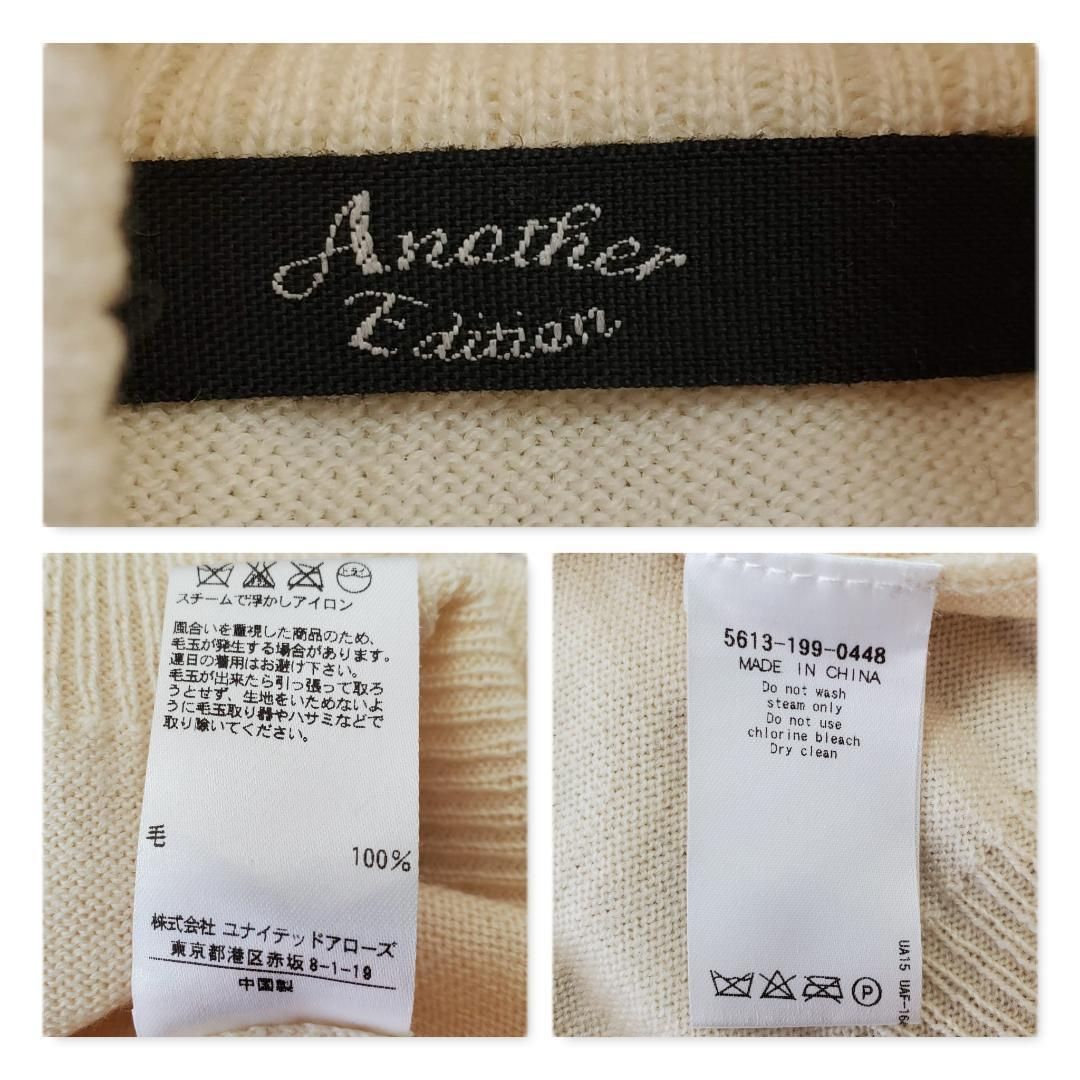 Another
Edition
ドライ
スチームで浮かしアイロン
風合いを重視した商品のため、
毛玉が発生する場合があります。
連日の着用はお避け下さい。
毛玉が出来たら引っ張って取ろ
うとせず、生地をいためないよ
うに毛玉取り器やハサミなどで
取り除いてください。
毛
100%
株式会社 ユナイテッドアローズ
東京都港区赤坂8-1-19
中国製
5613-199-0448
MADE IN CHINA
Do not wash
steam only
Do not use
chlorine bleach
Dry clean
P
UA15 UAF-16